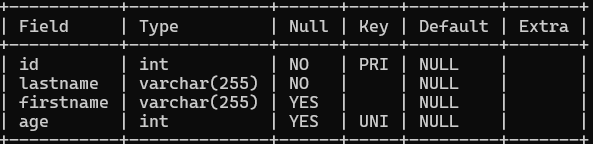 Field | Type | Null | Key | Default | Extra
id | int | NO | PRI | NULL | |
lastname | varchar(255) | NO | | NULL | |
firstname | varchar(255) | YES | | NULL | |
age | int | YES | UNI | NULL | |